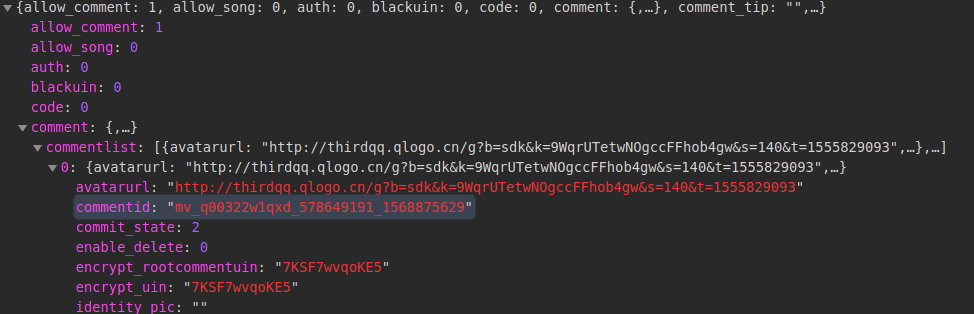 {allow_comment: 1, allow_song: 0, auth: 0, blackuin: 0, code: 0, comment: {,…}, comment_tip: "",…}
allow_comment: 1
allow_song: 0
auth: 0
blackuin: 0
code: 0
comment: {,…}
commentlist: [{avatarurl: "http://thirdqq.qlogo.cn/g?b=sdk&k=9WqrUTetwNOgccFFhob4gw&s=140&t=1555829093",…},…]
0: {avatarurl: "http://thirdqq.qlogo.cn/g?b=sdk&k=9WqrUTetwNOgccFFhob4gw&s=140&t=1555829093",…}
avatarurl: "http://thirdqq.qlogo.cn/g?b=sdk&k=9WqrUTetwNOgccFFhob4gw&s=140&t=1555829093"
commentid: "mv_q00322w1qxd_578649191_1568875629"
commit_state: 2
enable_delete: 0
encrypt_rootcommentuin: "7KSF7wvqoKE5"
encrypt_uin: "7KSF7wvqoKE5"
identity_pic: ""